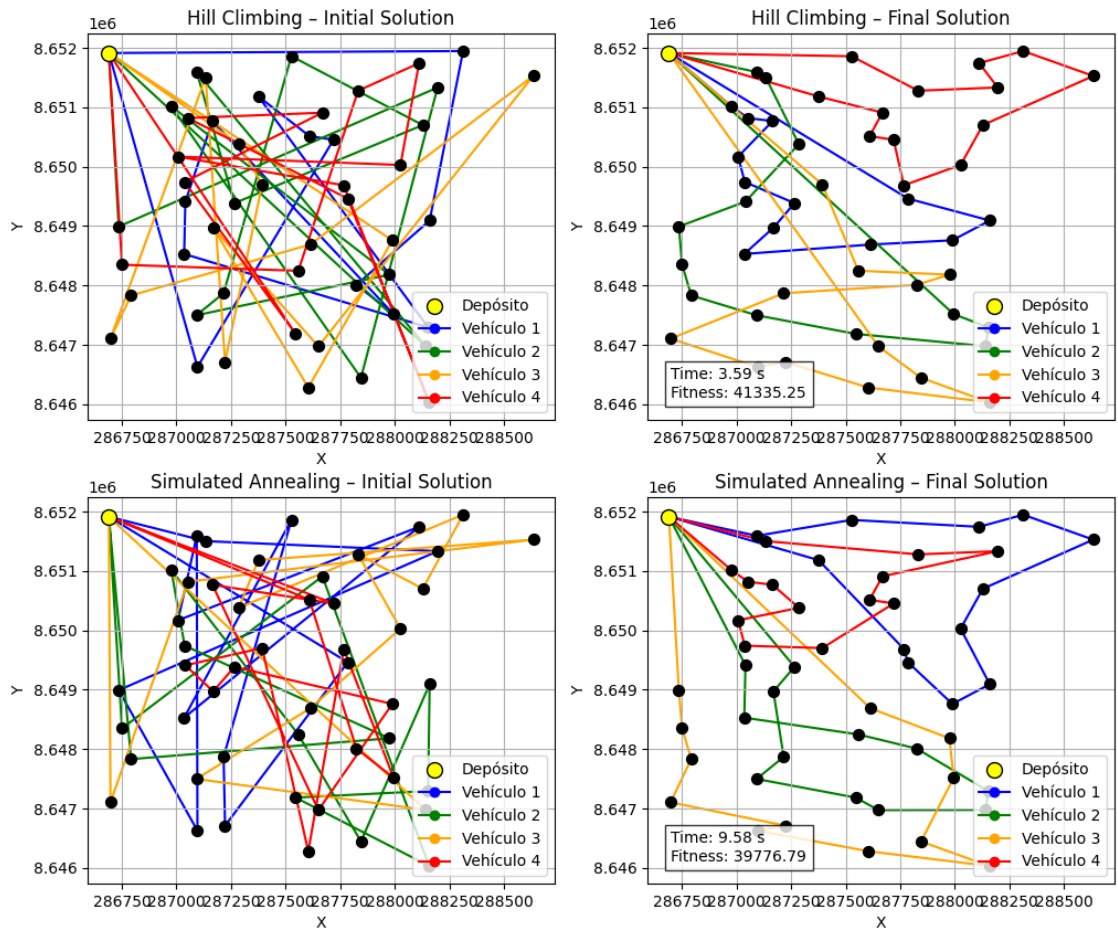 Hill Climbing – Initial Solution
1e6
8.652
8.651
8.650
8.649
8.648
8.647
8.646
Y
286750 287000 287250 287500 287750 288000 288250 288500
X
Depósito
Vehículo 1
Vehículo 2
Vehículo 3
Vehículo 4
Hill Climbing – Final Solution
1e6
8.652
8.651
8.650
8.649
8.648
8.647
8.646
Y
286750 287000 287250 287500 287750 288000 288250 288500
X
Time: 3.59 s
Fitness: 41335.25
Depósito
Vehículo 1
Vehículo 2
Vehículo 3
Vehículo 4
Simulated Annealing – Initial Solution
1e6
8.652
8.651
8.650
8.649
8.648
8.647
8.646
Y
286750 287000 287250 287500 287750 288000 288250 288500
X
Depósito
Vehículo 1
Vehículo 2
Vehículo 3
Vehículo 4
Simulated Annealing – Final Solution
1e6
8.652
8.651
8.650
8.649
8.648
8.647
8.646
Y
286750 287000 287250 287500 287750 288000 288250 288500
X
Time: 9.58 s
Fitness: 39776.79
Depósito
Vehículo 1
Vehículo 2
Vehículo 3
Vehículo 4